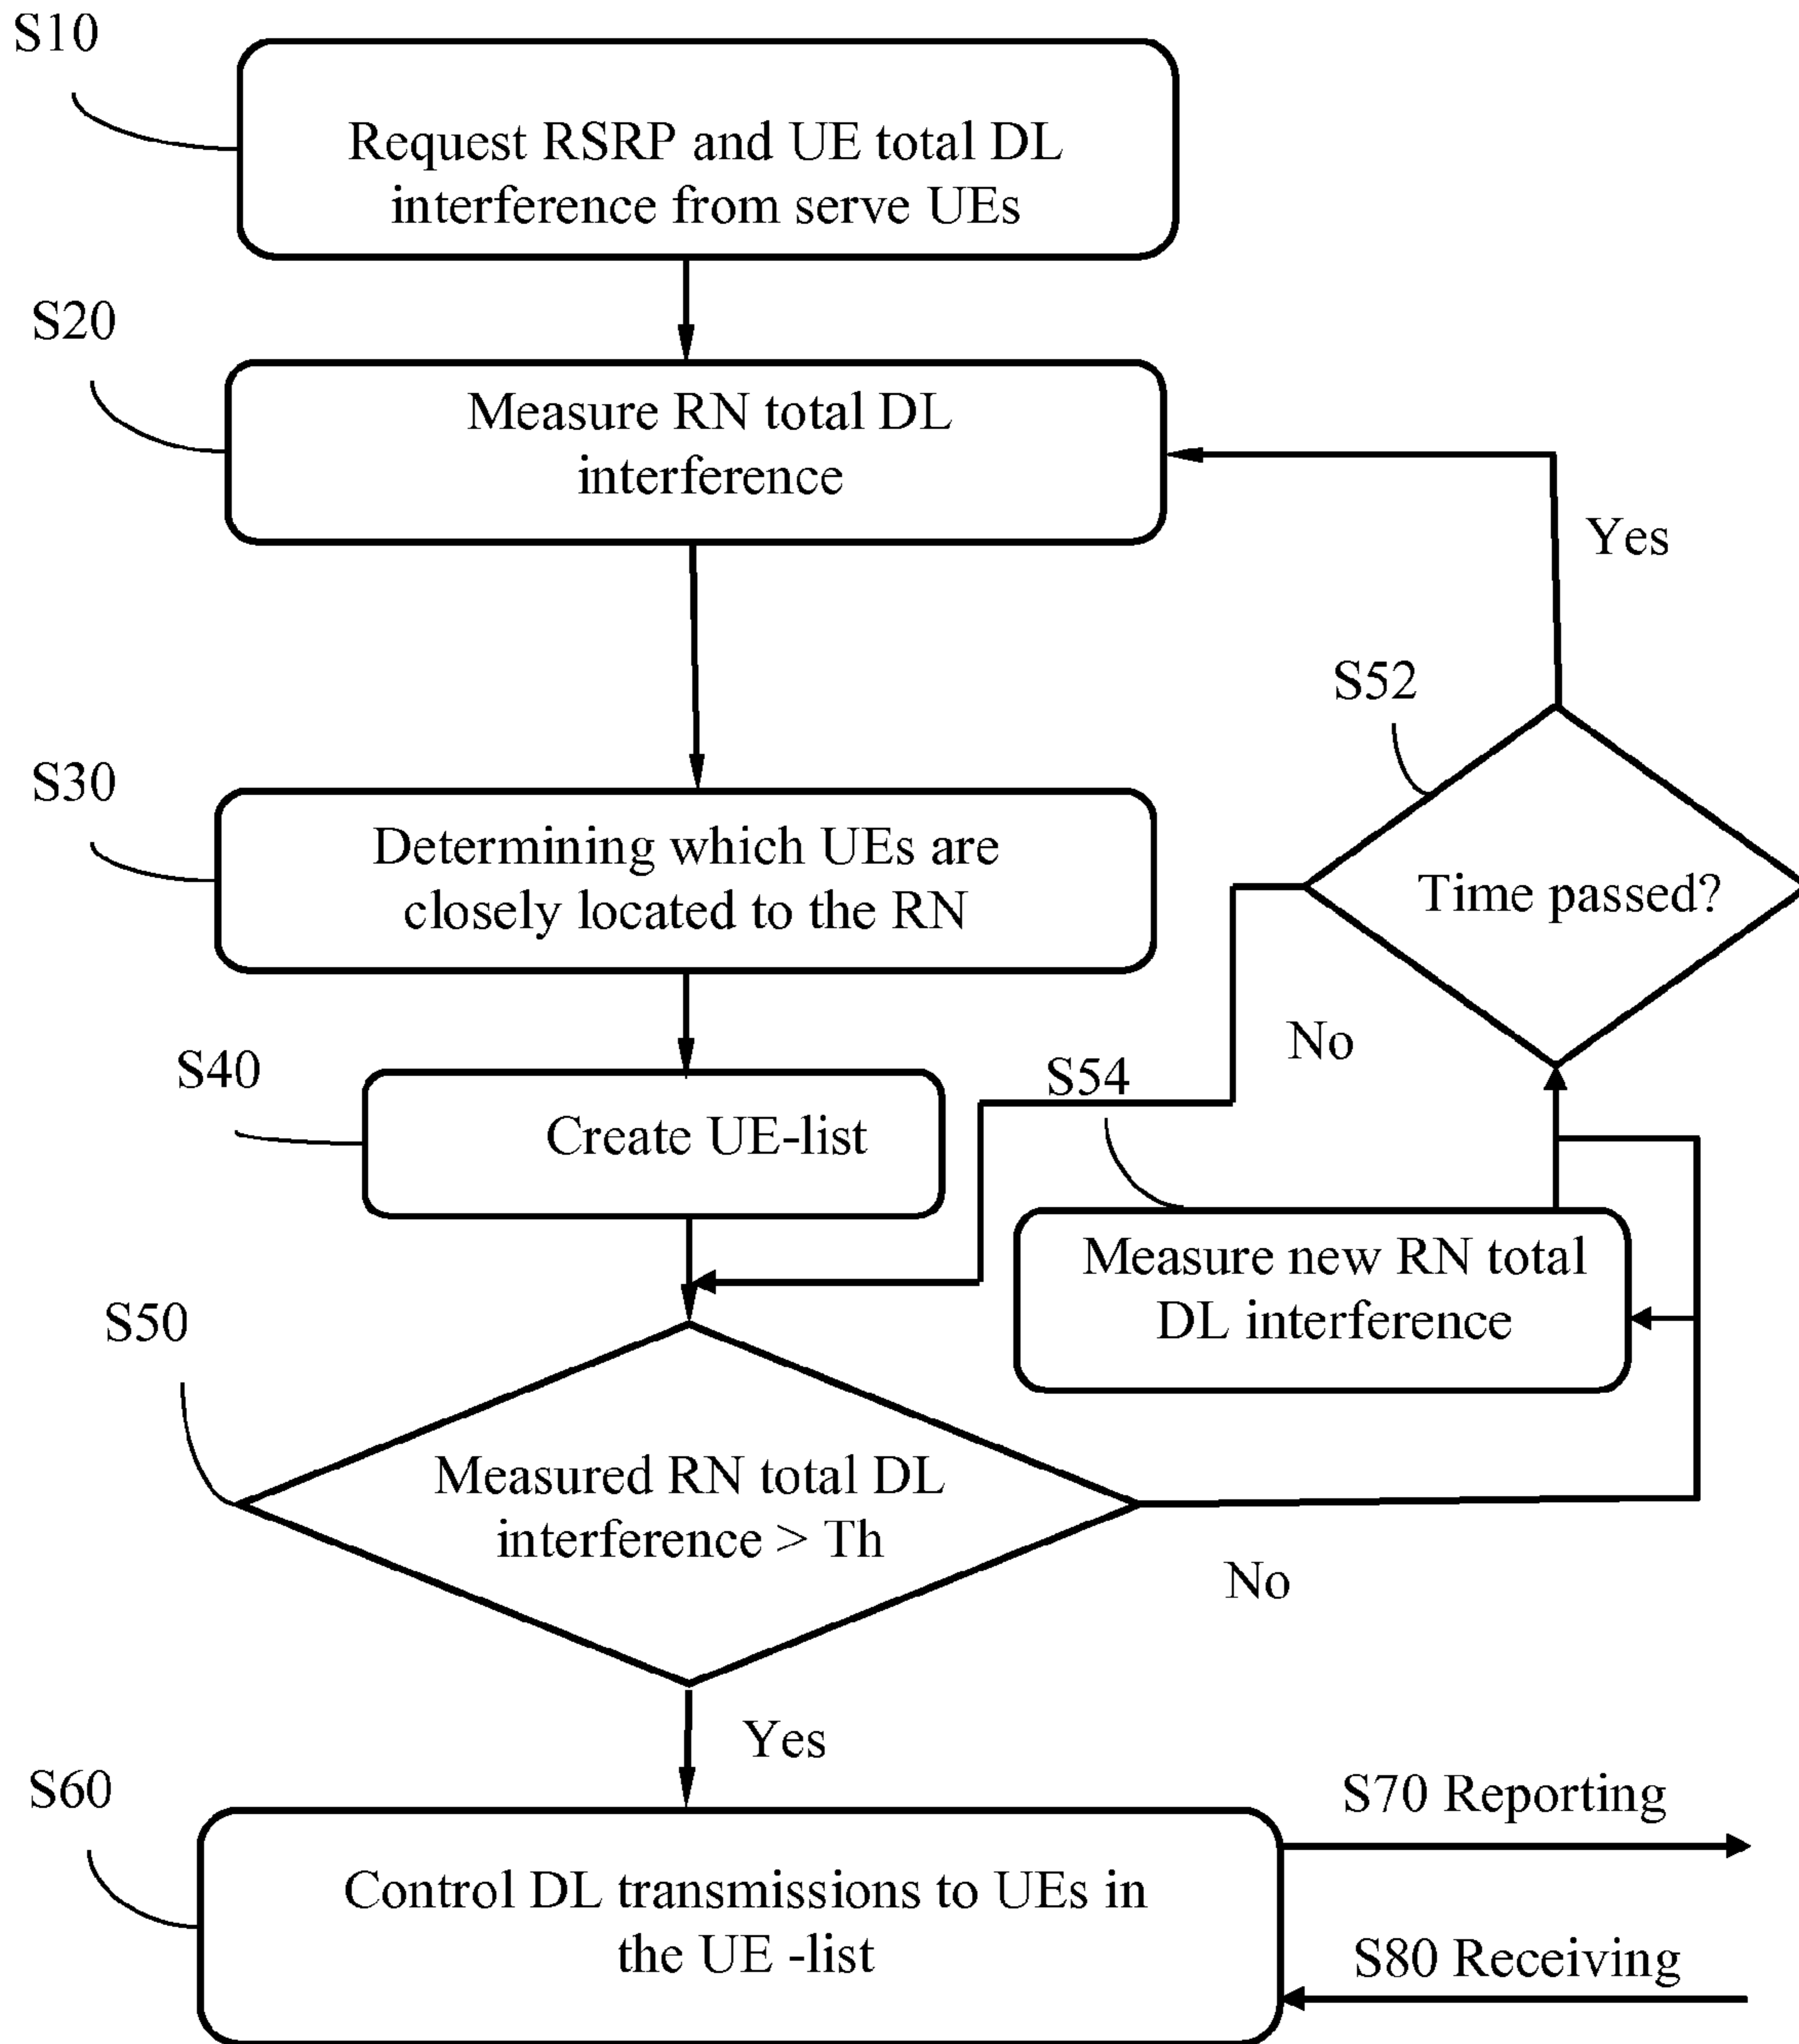 S10
Request RSRP and UE total DL
interference from serve UEs
S20
Measure RN total DL
interference
Yes
S52
S30
Determining which UEs are
closely located to the RN
Time passed?
No
S40
S54
Create UE-list
Measure new RN total
DL interference
S50
Measured RN total DL
interference > Th
No
Yes
S60
S70 Reporting
Control DL transmissions to UEs in
the UE -list
S80 Receiving